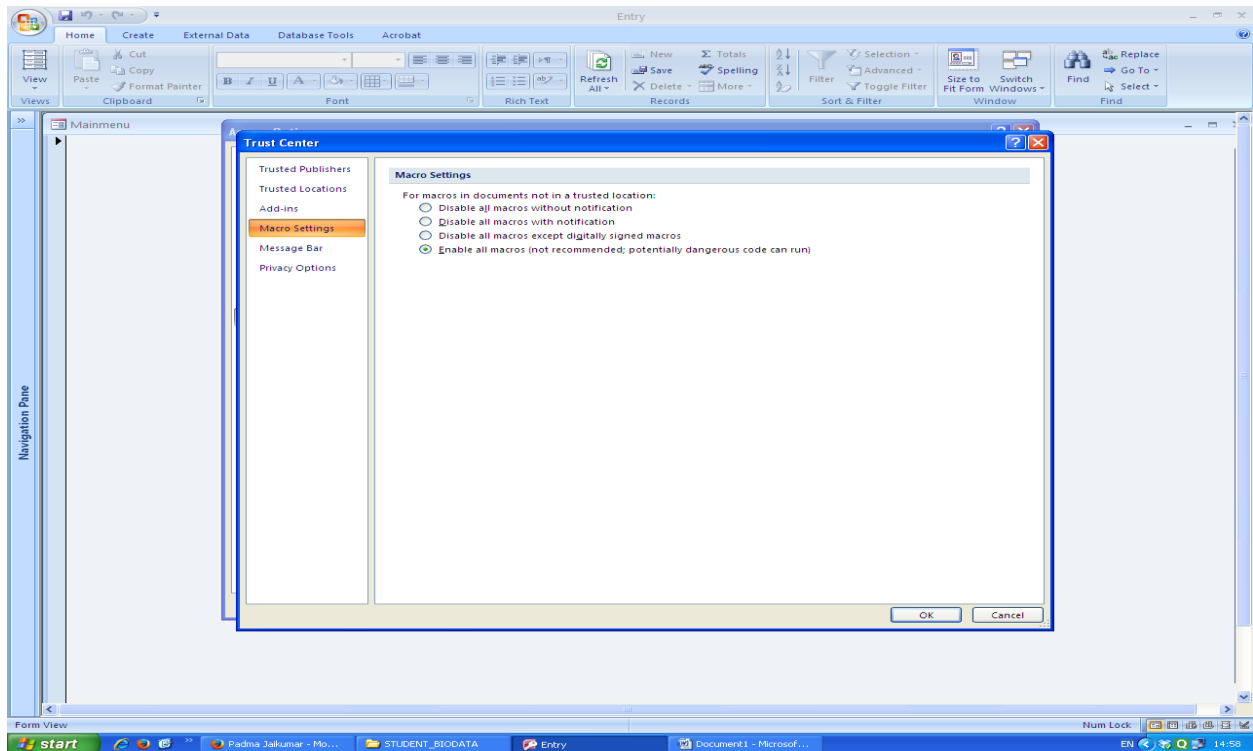 Entry
Home Create External Data Database Tools Acrobat
View
Views
Paste
Cut
Copy
Format Painter
Clipboard
B I U A
Font
ab
Rich Text
Refresh All
New
Save
Delete
Totals
Spelling
More
Records
Filter
Selection
Advanced
Toggle Filter
Sort & Filter
Size to Fit Form
Switch Windows
Window
Find
Replace
Go To
Select
Find
Mainmenu
Navigation Pane
Trust Center
Trusted Publishers
Trusted Locations
Add-ins
Macro Settings
Message Bar
Privacy Options
Macro Settings
For macros in documents not in a trusted location:
Disable all macros without notification
Disable all macros with notification
Disable all macros except digitally signed macros
Enable all macros (not recommended; potentially dangerous code can run)
OK Cancel
Form View
Num Lock
start
Padma Jaikumar - Mo...
STUDENT_BIODATA
Entry
Document1 - Microsof...
EN
14:58